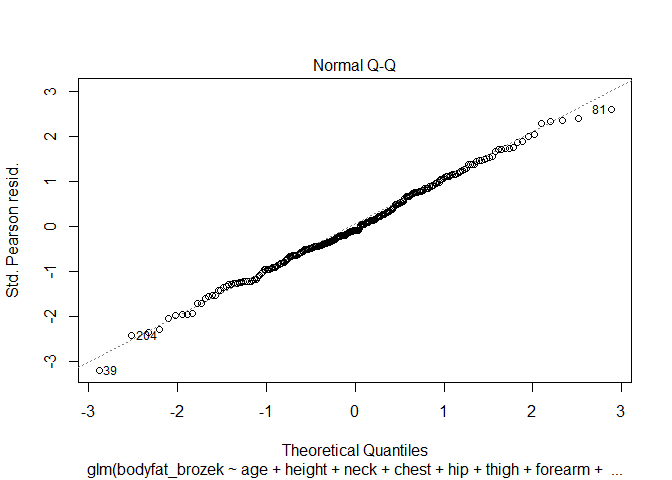 Normal Q-Q
Std. Pearson resid.
3
2
1
0
-1
-2
-3
81
204
39
-3 -2 -1 0 1 2 3
Theoretical Quantiles
glm(bodyfat_brozek ~ age + height + neck + chest + hip + thigh + forearm + ...